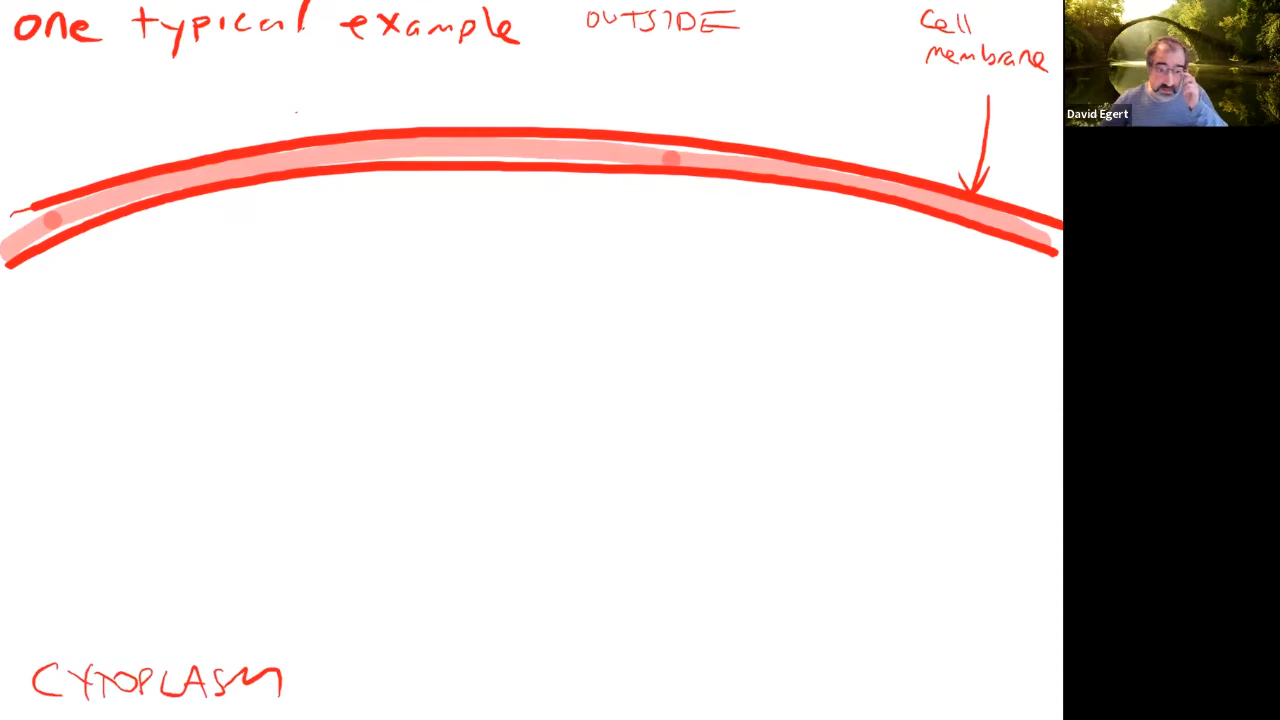 one typical example
OUTSIDE
Cell
membrane
David Egert
CYTOPLASM